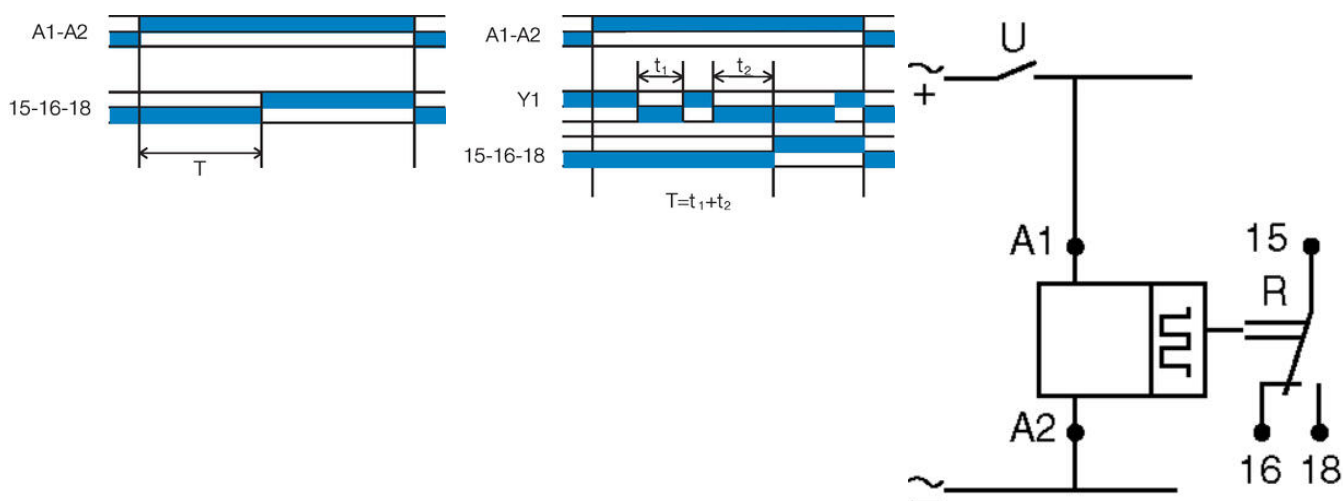 A1-A2
15-16-18
T
A1-A2
t₁
t₂
Y1
15-16-18
T=t₁+t₂
~
+
U
A1
15
R
A2
16
18
~